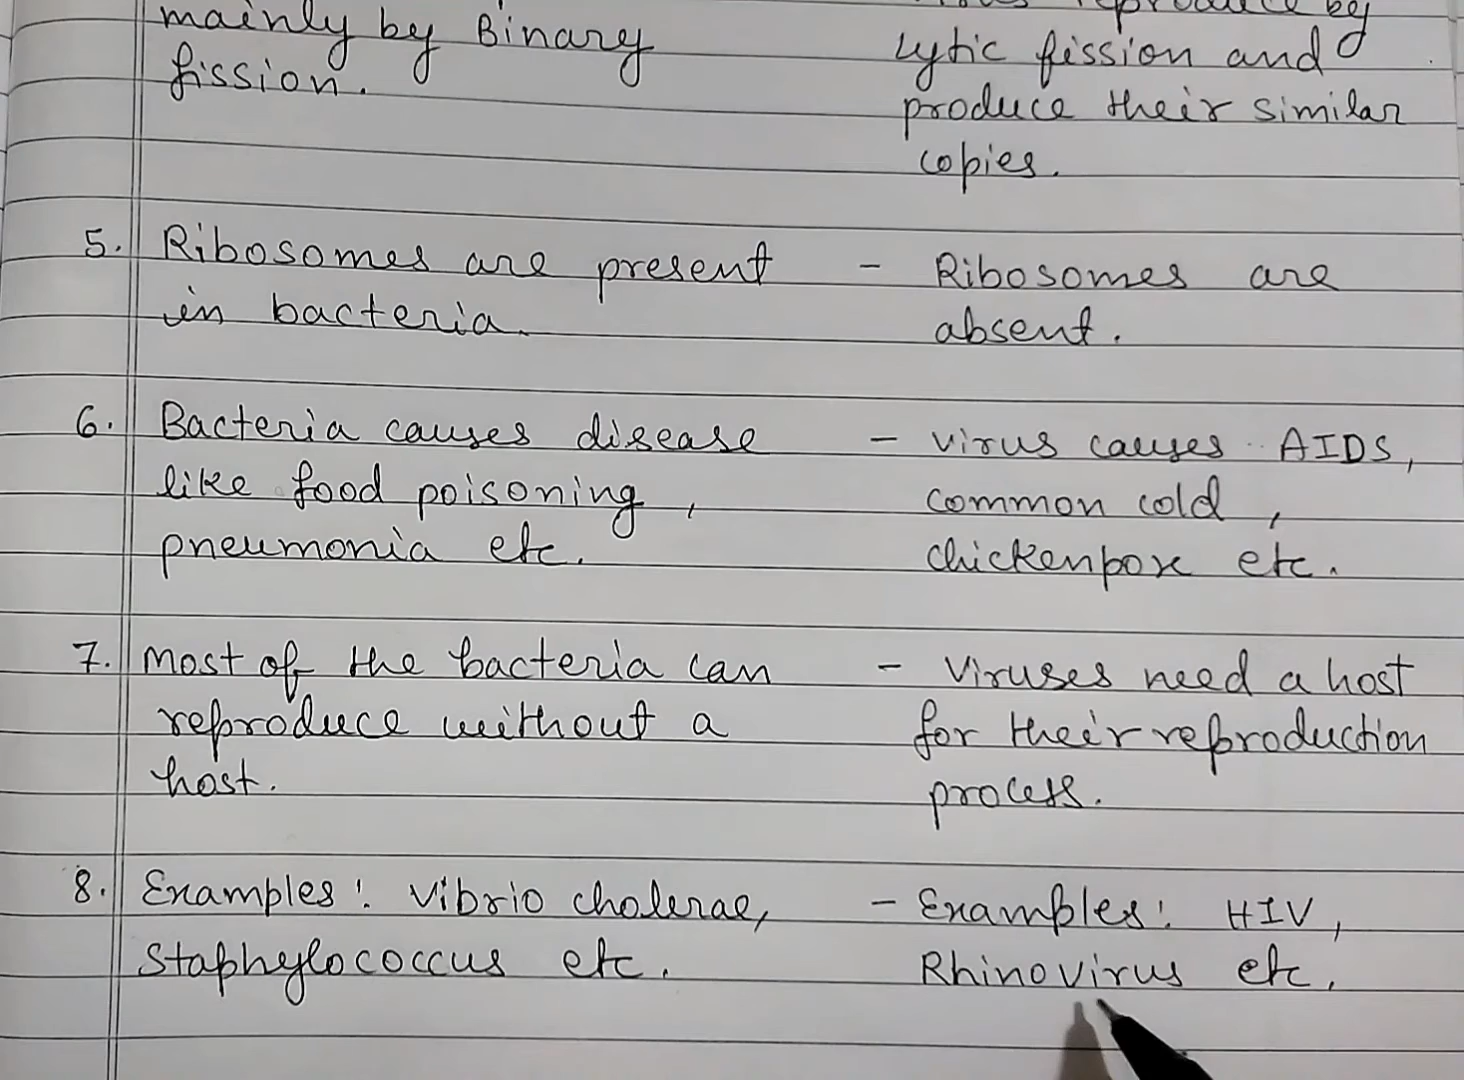 mainly by Binary
fission.
reproduce by
lytic fission and
produce their similar
copies.
5. Ribosomes are present
in bacteria.
- Ribosomes are
absent.
6. Bacteria causes disease
like food poisoning,
pneumonia etc.
- virus causes AIDS,
common cold,
chickenpox etc.
7. Most of the bacteria can
reproduce without a
host.
- Viruses need a host
for their reproduction
process.
8. Examples: Vibrio cholerae,
Staphylococcus etc.
- Examples: HIV,
Rhinovirus etc.